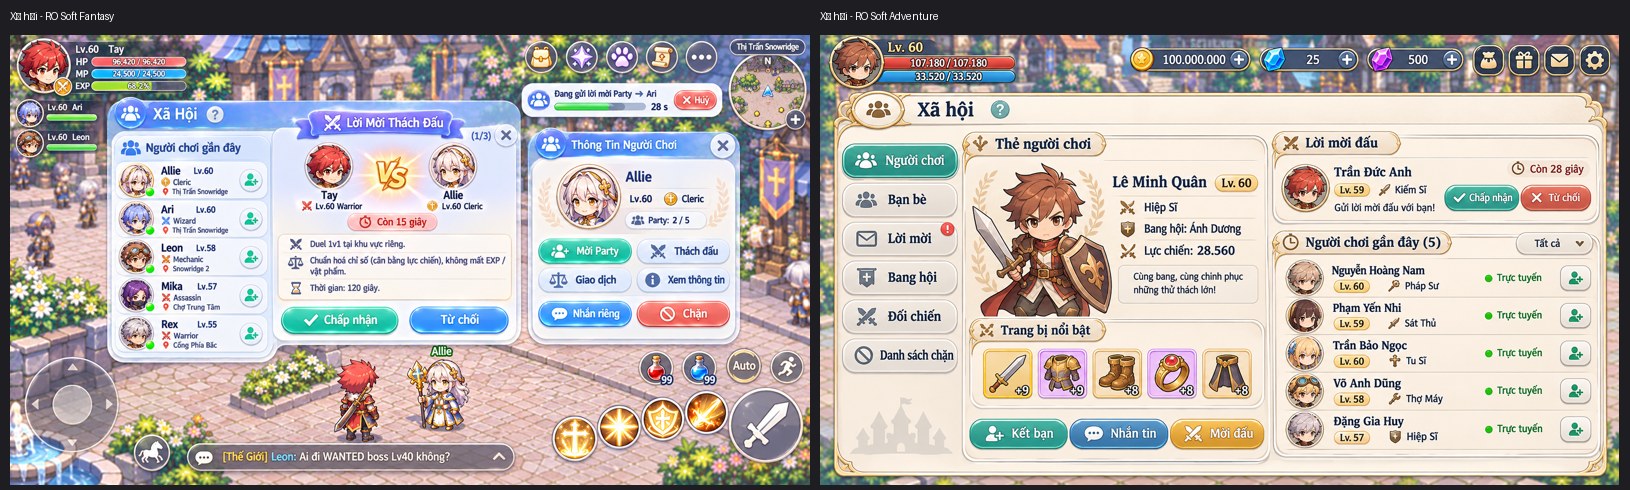 - RO Soft Fantasy
Lv.60 Tay
HP 96.420 / 96.420
MP 24.500 / 24.500
EXP 68.2%
Lv.60 Ari
Lv.60 Leon
Thị Trấn Snowridge
N
Đang gửi lời mời Party → Ari
28 s
Huỷ
Xã Hội ?
Người chơi gần đây
Allie Lv.60
Cleric
Thị Trấn Snowridge
Ari Lv.60
Wizard
Thị Trấn Snowridge
Leon Lv.58
Mechanic
Snowridge 2
Mika Lv.57
Assassin
Chợ Trung Tâm
Rex Lv.55
Warrior
Cổng Phía Bắc
Lời Mời Thách Đấu
(1/3)
VS
Tay
Lv.60 Warrior
Allie
Lv.60 Cleric
Còn 15 giây
Duel 1v1 tại khu vực riêng.
Chuẩn hoá chỉ số (cân bằng lực chiến), không mất EXP /
vật phẩm.
Thời gian: 120 giây.
Chấp nhận
Từ chối
Thông Tin Người Chơi
Allie
Lv.60 Cleric
Party: 2 / 5
Mời Party
Thách đấu
Giao dịch
Xem thông tin
Nhắn riêng
Chặn
Allie
99
99
Auto
[Thế Giới] Leon: Ai đi WANTED boss Lv40 không?
- RO Soft Adventure
Lv. 60
107.180 / 107.180
33.520 / 33.520
100.000.000
25
500
Xã hội ?
Người chơi
Bạn bè
Lời mời
Bang hội
Đối chiến
Danh sách chặn
Thẻ người chơi
Lê Minh Quân Lv. 60
Hiệp Sĩ
Bang hội: Ánh Dương
Lực chiến: 28.560
Cùng bang, cùng chinh phục
những thử thách lớn!
Trang bị nổi bật
+9
+9
+8
+8
+8
Kết bạn
Nhắn tin
Mời đấu
Lời mời đấu
Trần Đức Anh
Còn 28 giây
Lv. 59 Kiếm Sĩ
Gửi lời mời đấu với bạn!
Chấp nhận
Từ chối
Người chơi gần đây (5)
Tất cả
Nguyễn Hoàng Nam
Lv. 60 Pháp Sư
Trực tuyến
Phạm Yến Nhi
Lv. 59 Sát Thủ
Trực tuyến
Trần Bảo Ngọc
Lv. 60 Tu Sĩ
Trực tuyến
Võ Anh Dũng
Lv. 58 Thợ Máy
Trực tuyến
Đặng Gia Huy
Lv. 57 Hiệp Sĩ
Trực tuyến